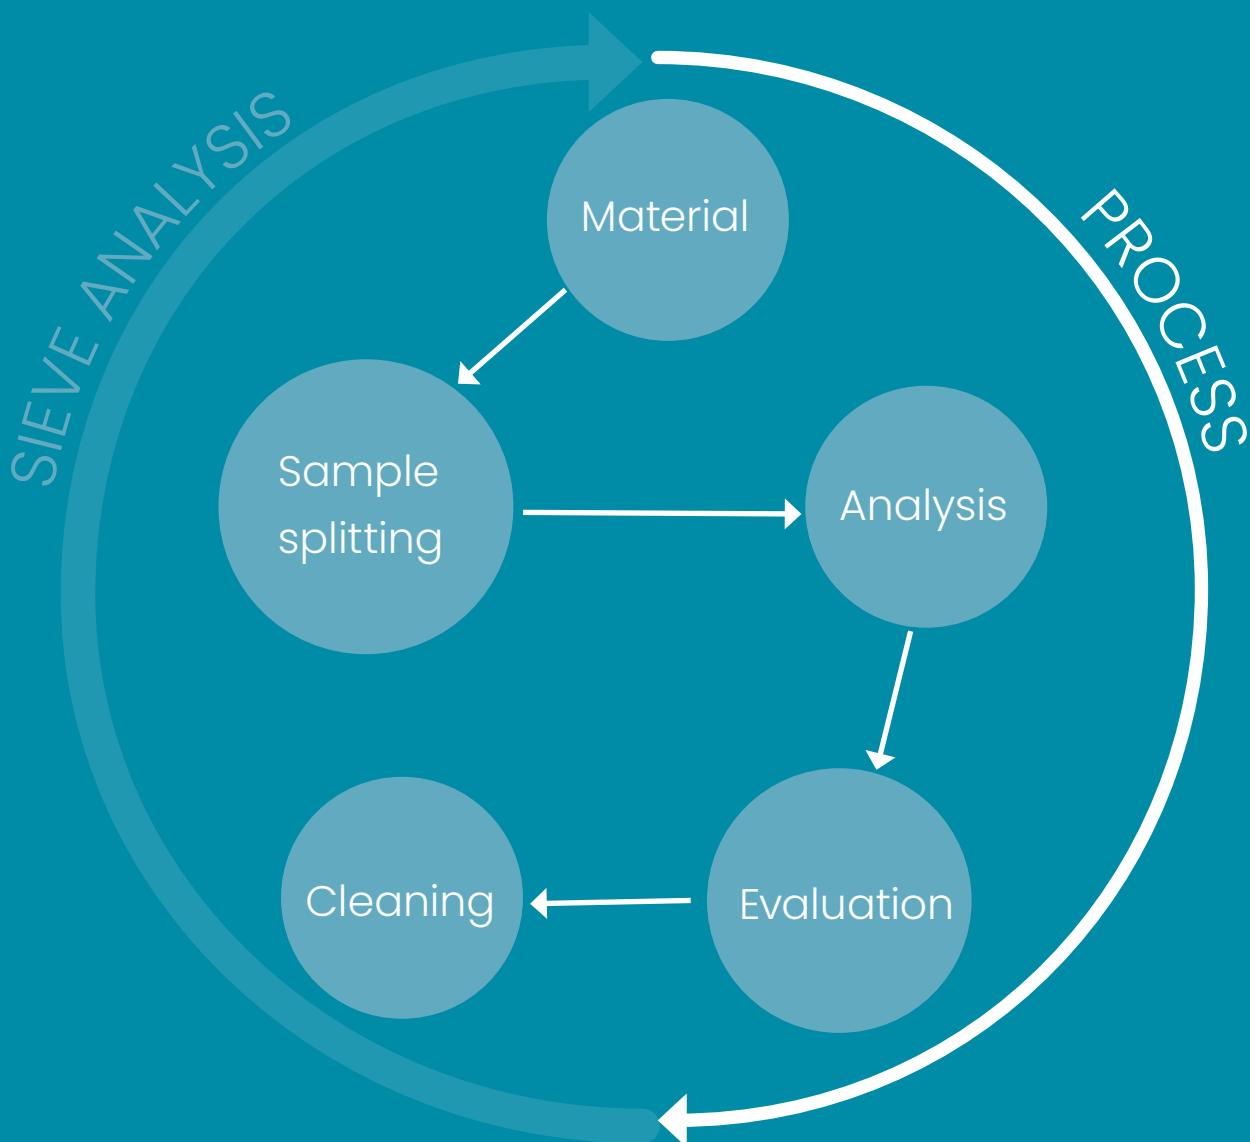 SIEVE ANALYSIS
PROCESS
Material
Sample
splitting
Analysis
Evaluation
Cleaning